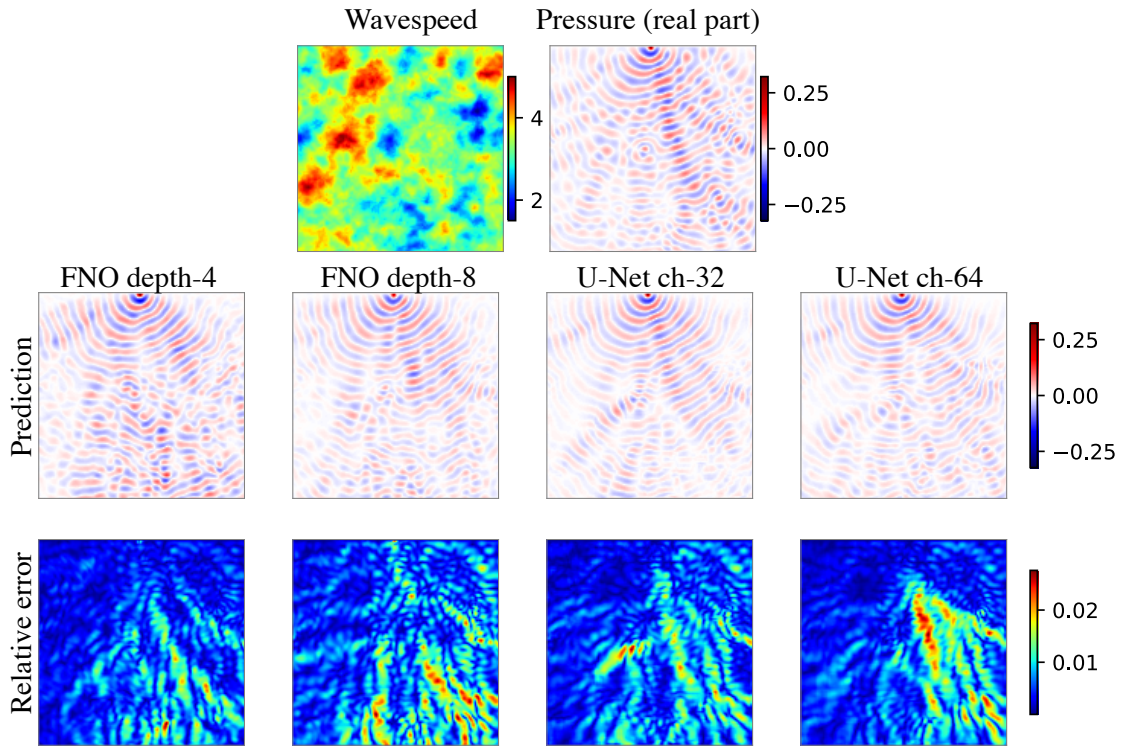 Wavespeed
Pressure (real part)
4
2
0.25
0.00
−0.25
FNO depth-4
FNO depth-8
U-Net ch-32
U-Net ch-64
Prediction
0.25
0.00
−0.25
Relative error
0.02
0.01